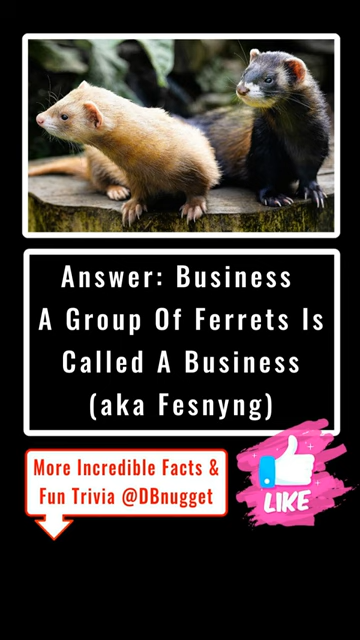 Answer: Business
A Group Of Ferrets Is
Called A Business
(aka Fesnyng)
More Incredible Facts &
Fun Trivia @DBnugget
LIKE